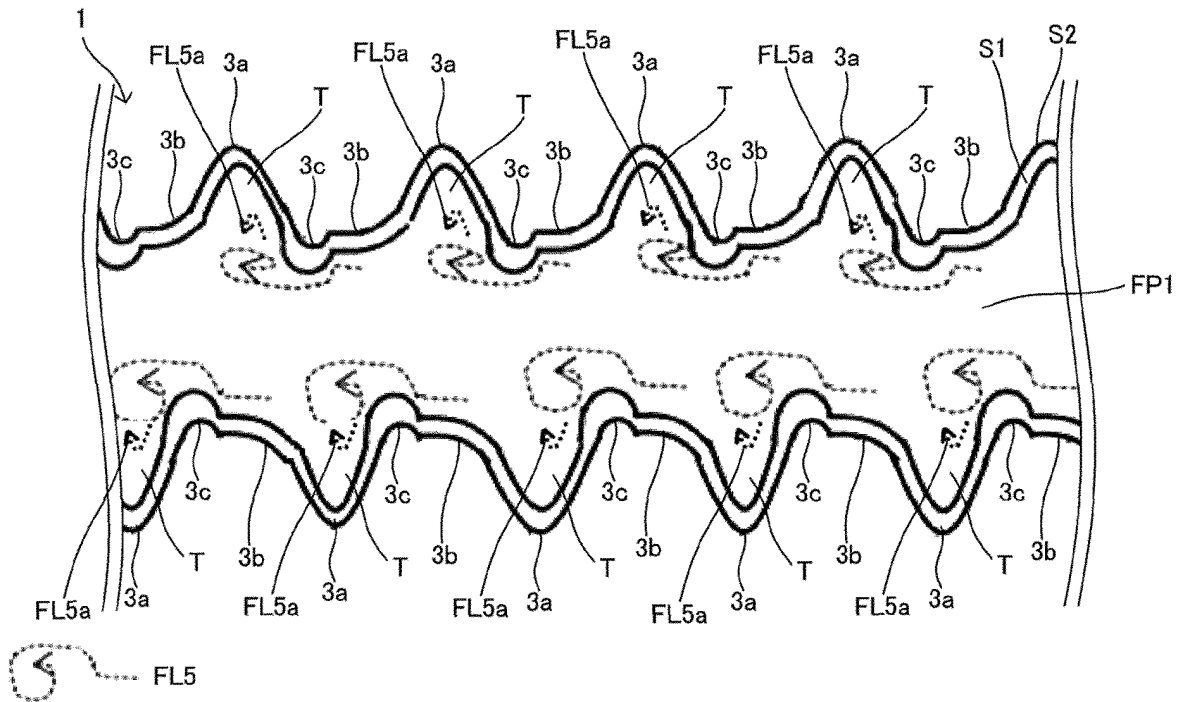 1
FL5a 3a FL5a 3a FL5a 3a FL5a 3a S1 S2
T T T T
3c 3b 3c 3b 3c 3b 3c 3b 3c 3b
FP1
3c 3c 3c 3c 3c
3b 3b 3b 3b 3b
T T T T T
FL5a 3a FL5a 3a FL5a 3a FL5a 3a FL5a 3a
FL5